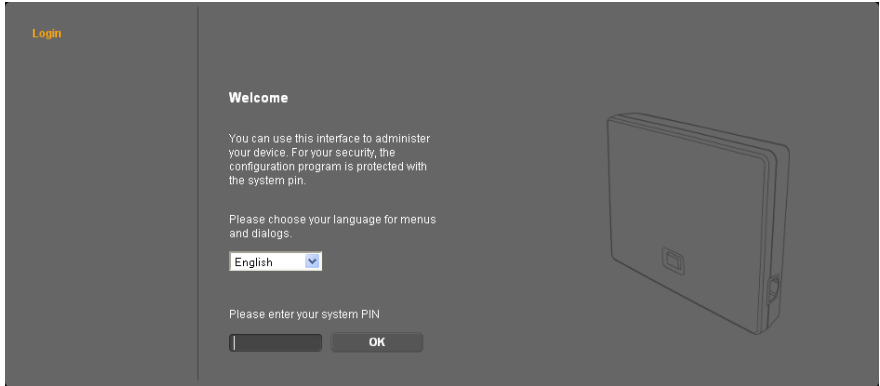 Login
Welcome
You can use this interface to administer
your device. For your security, the
configuration program is protected with
the system pin.
Please choose your language for menus
and dialogs.
English
Please enter your system PIN
OK